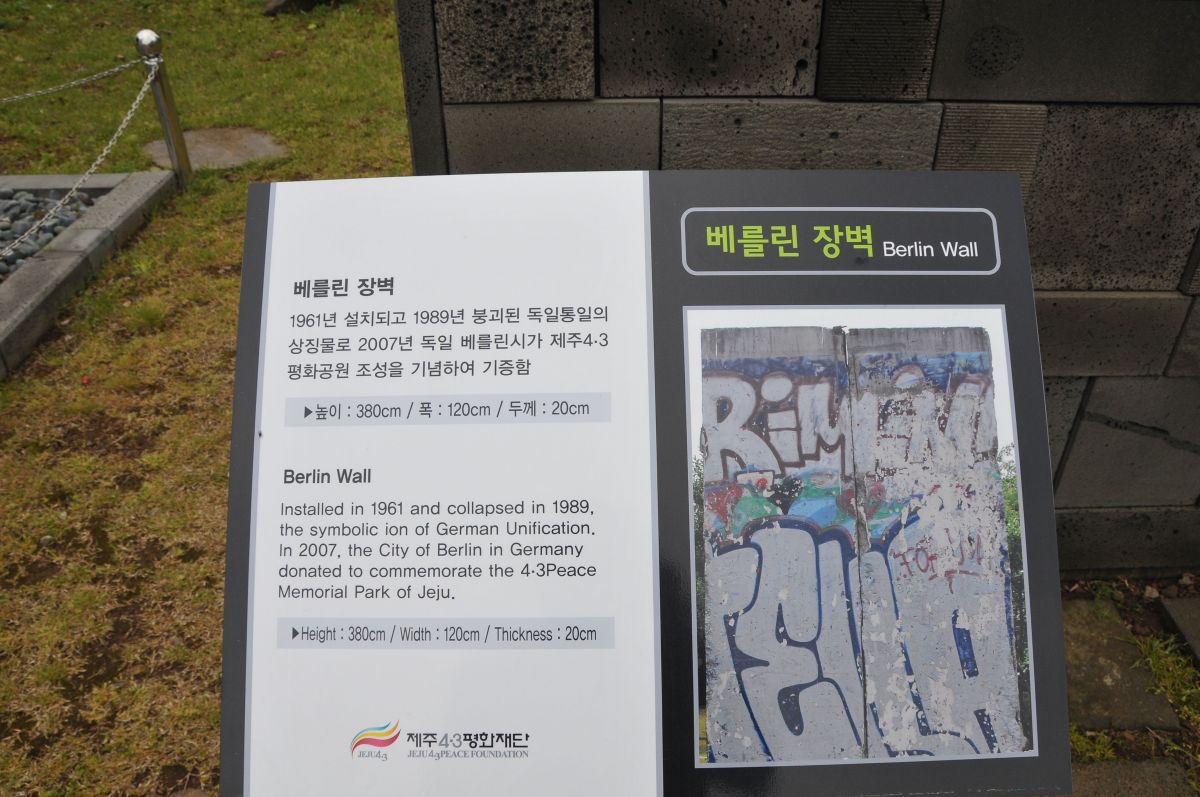 베를린 장벽
1961년 설치되고 1989년 붕괴된 독일통일의
상징물로 2007년 독일 베를린시가 제주4·3
평화공원 조성을 기념하여 기증함
▶높이 : 380cm / 폭 : 120cm / 두께 : 20cm
Berlin Wall
Installed in 1961 and collapsed in 1989,
the symbolic ion of German Unification.
In 2007, the City of Berlin in Germany
donated to commemorate the 4·3Peace
Memorial Park of Jeju.
▶Height : 380cm / Width : 120cm / Thickness : 20cm
JEJU4·3 제주4·3평화재단
JEJU4·3PEACE FOUNDATION
베를린 장벽 Berlin Wall